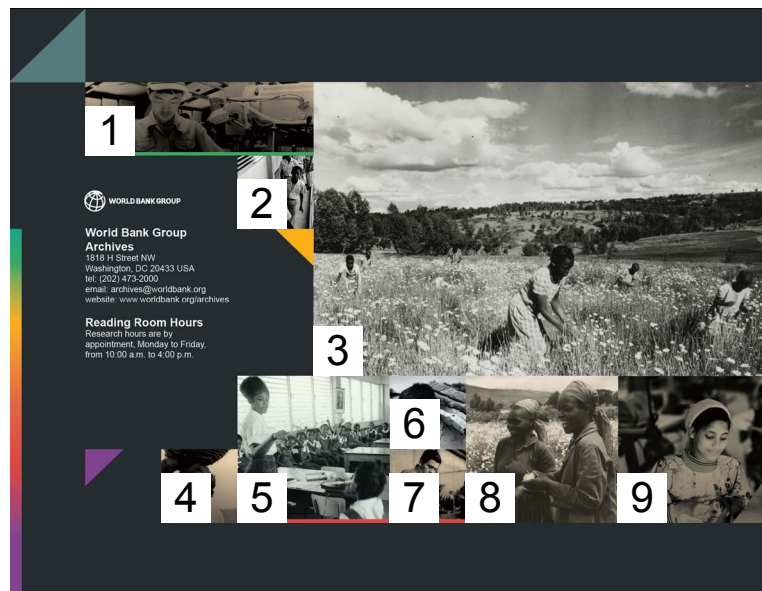 1
2
WORLD BANK GROUP
World Bank Group
Archives
1818 H Street NW
Washington, DC 20433 USA
tel: (202) 473-2000
email: archives@worldbank.org
website: www.worldbank.org/archives
Reading Room Hours
Research hours are by
appointment, Monday to Friday,
from 10:00 a.m. to 4:00 p.m.
3
6
4
5
7
8
9